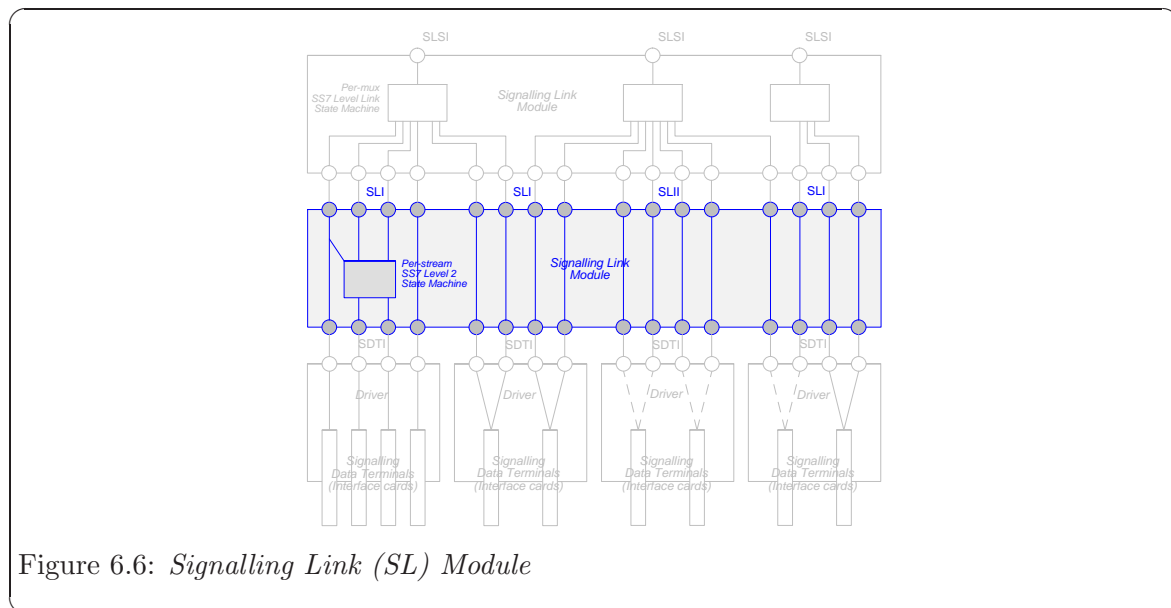 SLSI SLSI SLSI
Per-mux
SS7 Level Link
State Machine
Signalling Link
Module
SLI SLI SLII SLI
Per-stream
SS7 Level 2
State Machine
Signalling Link
Module
SDTI SDTI SDTI SDTI
Driver Driver Driver Driver
Signalling
Data Terminals
(Interface cards)
Signalling
Data Terminals
(Interface cards)
Signalling
Data Terminals
(Interface cards)
Signalling
Data Terminals
(Interface cards)
Figure 6.6: Signalling Link (SL) Module